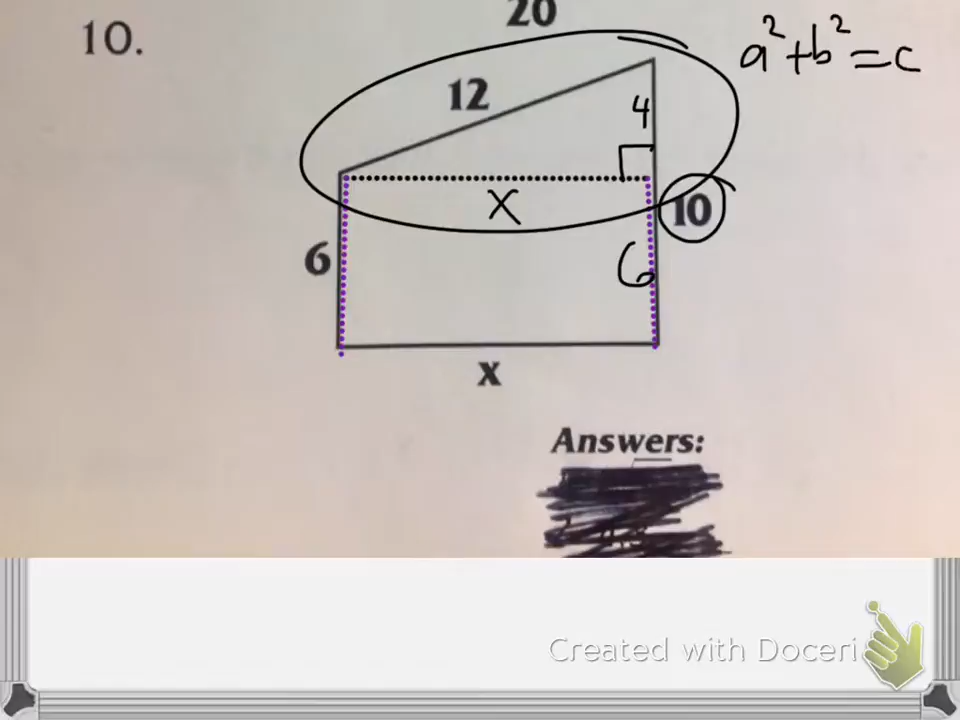 20
10.
a²+b²=c
12
4
x
10
6
6
x
Answers:
Created with Doceri